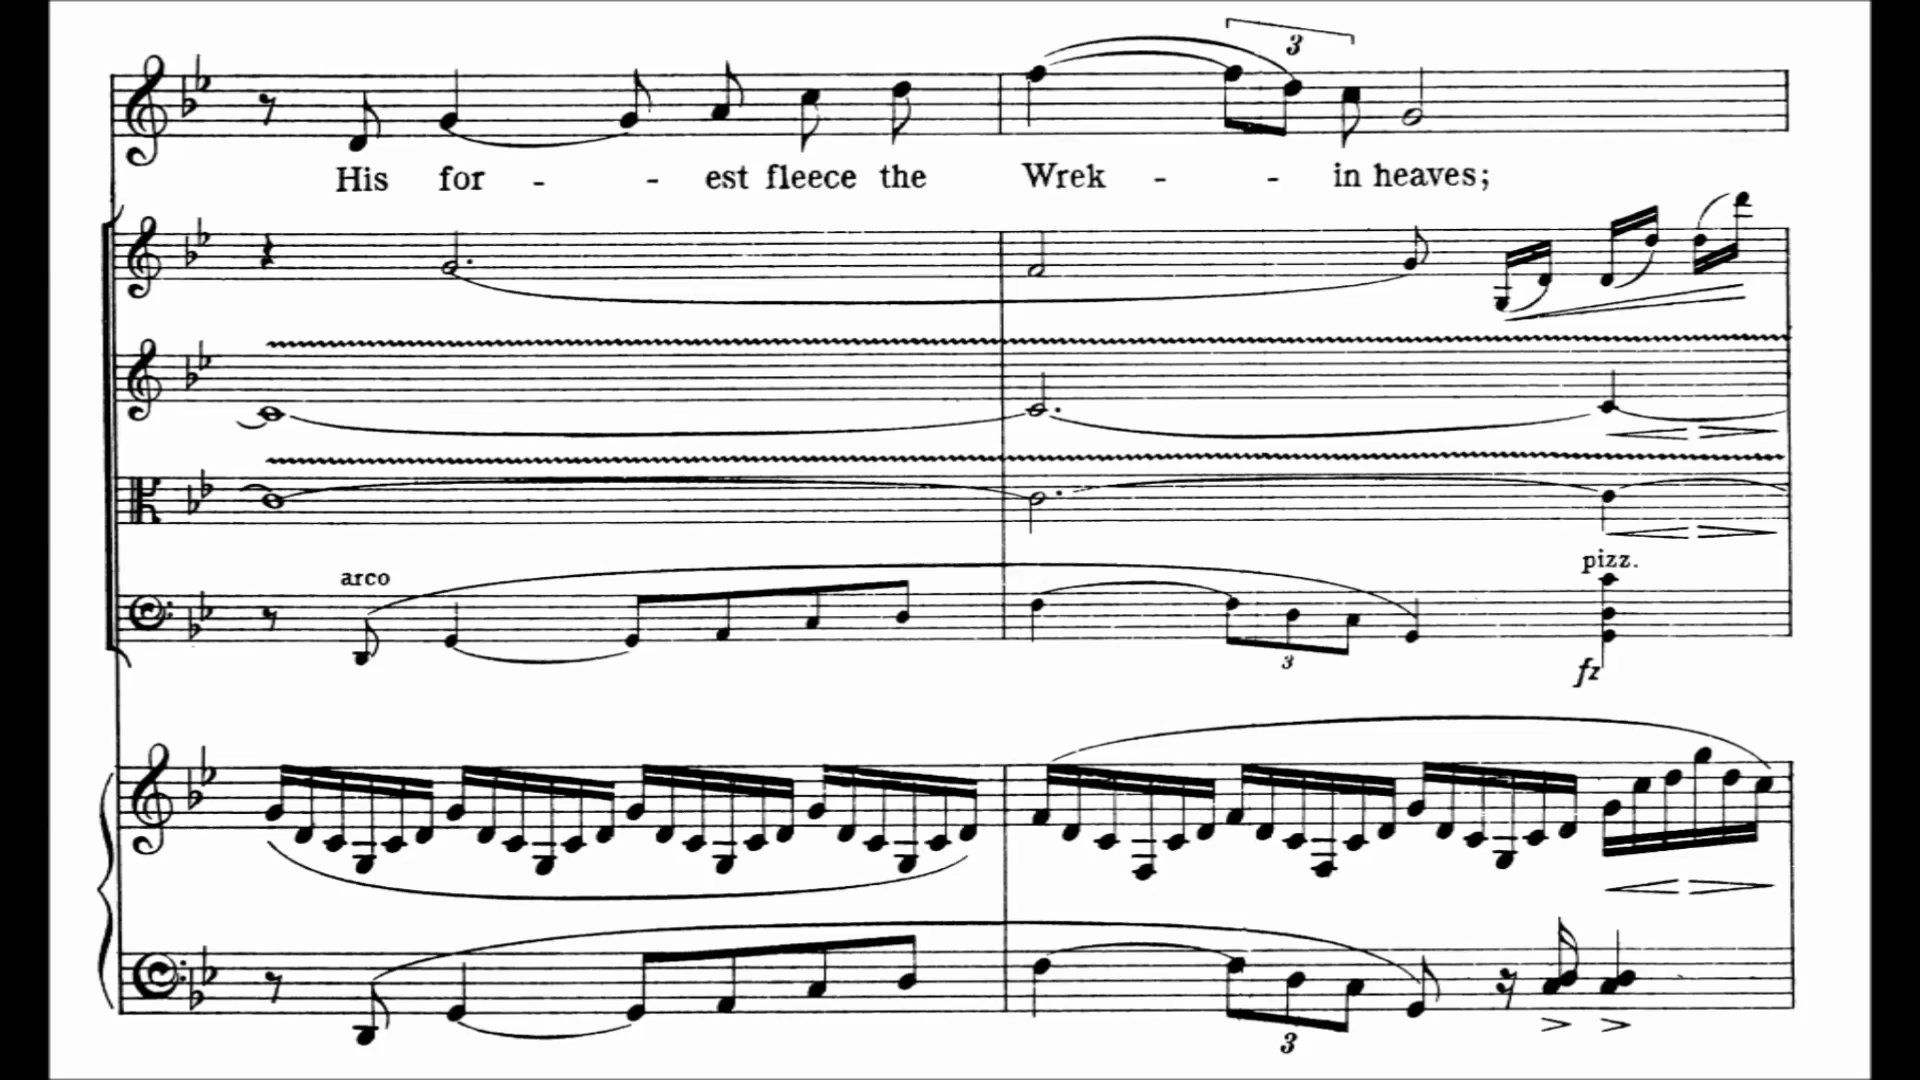 3
His for - - est fleece the Wrek - - in heaves;
arco
pizz.
3
fz
3